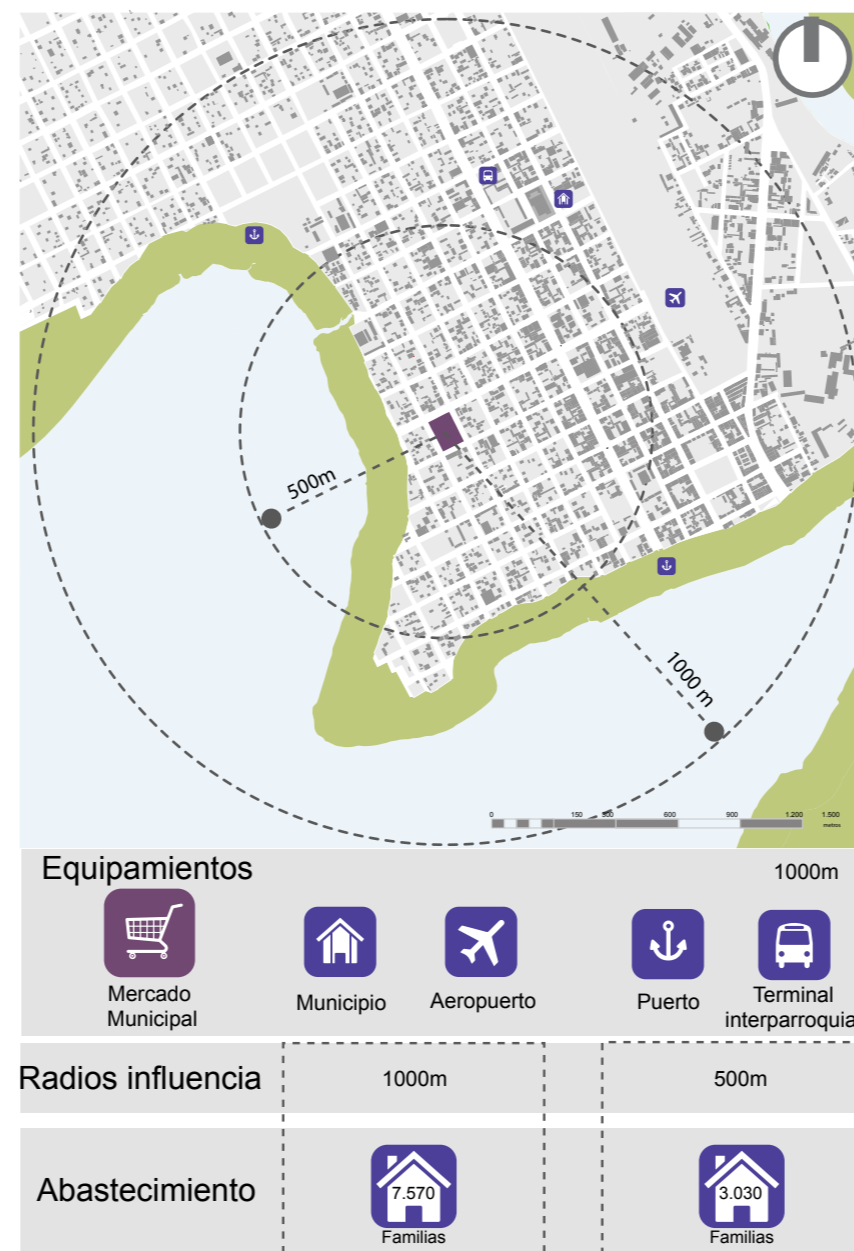 500m
1000 m
0 150 300 600 900 1.200 1.500
metros
Equipamientos 1000m
Mercado
Municipal
Municipio
Aeropuerto
Puerto
Terminal
interparroquia
Radios influencia 1000m 500m
Abastecimiento 7.570 3.030
Familias Familias